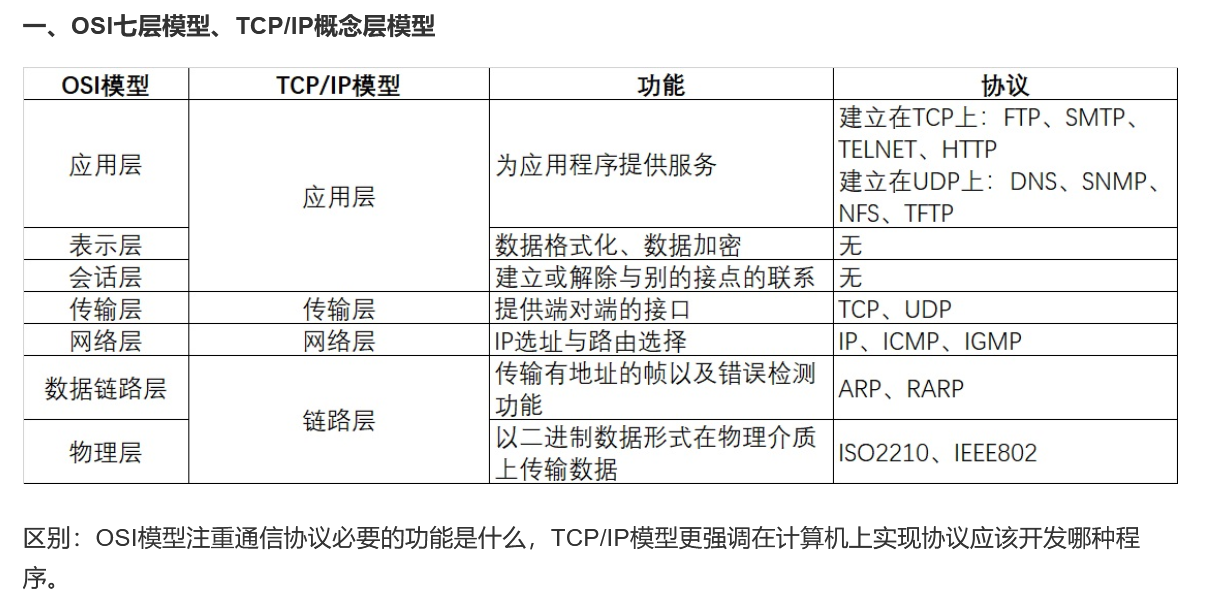 一、OSI七层模型、TCP/IP概念层模型
OSI模型 TCP/IP模型 功能 协议
应用层 应用层 为应用程序提供服务 建立在TCP上：FTP、SMTP、
TELNET、HTTP
建立在UDP上：DNS、SNMP、
NFS、TFTP
表示层 数据格式化、数据加密 无
会话层 建立或解除与别的接点的联系 无
传输层 传输层 提供端对端的接口 TCP、UDP
网络层 网络层 IP选址与路由选择 IP、ICMP、IGMP
数据链路层 链路层 传输有地址的帧以及错误检测
功能 ARP、RARP
物理层 以二进制数据形式在物理介质
上传输数据 ISO2210、IEEE802
区别：OSI模型注重通信协议必要的功能是什么，TCP/IP模型更强调在计算机上实现协议应该开发哪种程
序。